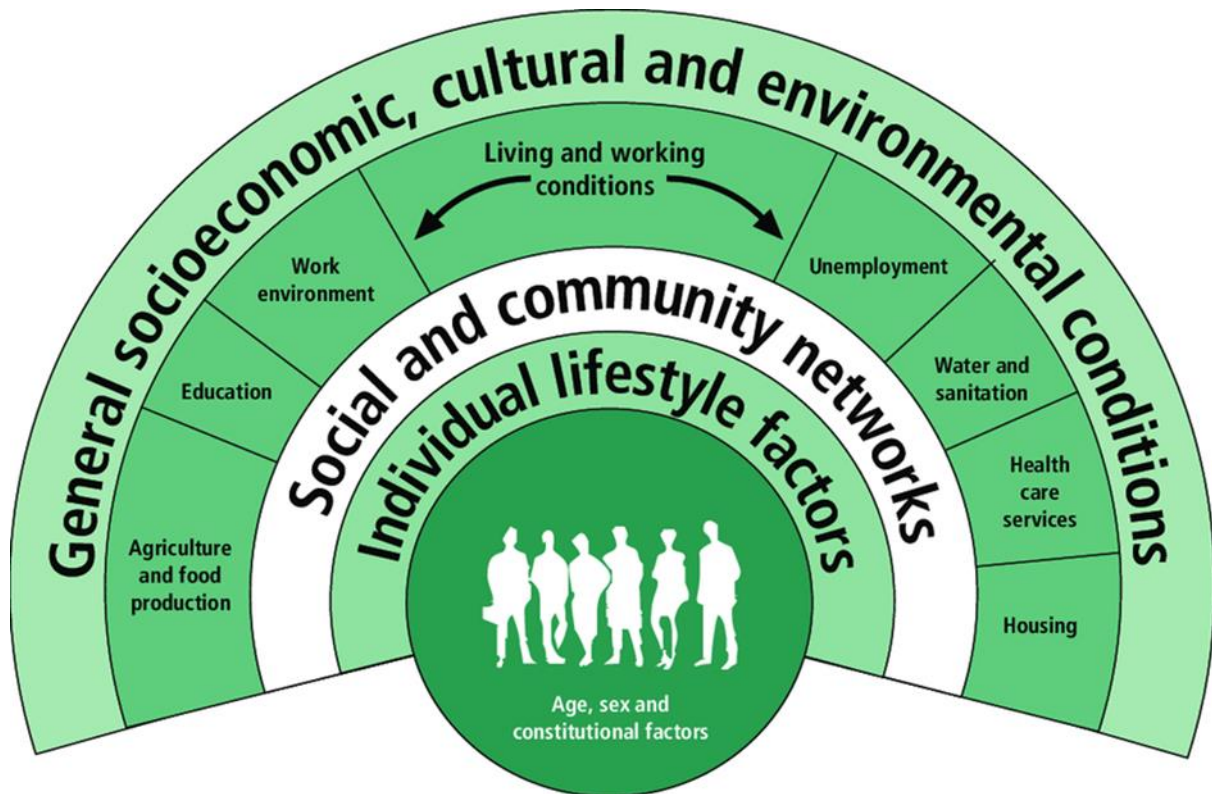 General socioeconomic, cultural and environmental conditions
Living and working
conditions
Work
environment
Education
Agriculture
and food
production
Unemployment
Water and
sanitation
Health
care
services
Housing
Social and community networks
Individual lifestyle factors
Age, sex and
constitutional factors